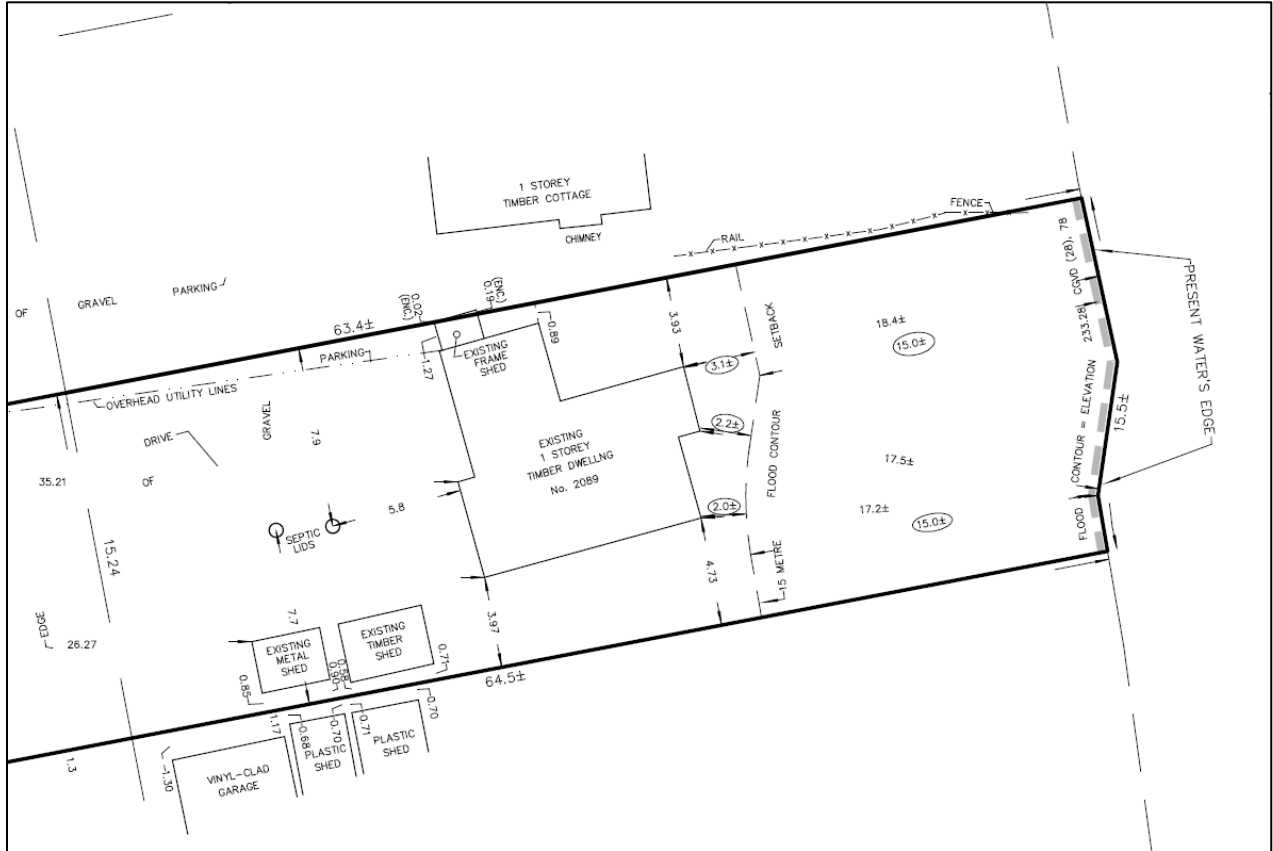 1 STOREY
TIMBER COTTAGE
CHIMNEY
FENCE
RAIL
OF
GRAVEL
PARKING
63.4±
PARKING
OVERHEAD UTILITY LINES
DRIVE
GRAVEL
7.9
35.21
OF
0.02
(ENC.)
0.19
(ENC.)
0.89
1.27
EXISTING
FRAME
SHED
EXISTING
1 STOREY
TIMBER DWELLNG
No. 2089
3.93
3.1±
2.2±
2.0±
SETBACK
FLOOD CONTOUR
15 METRE
18.4±
15.0±
17.5±
17.2±
15.0±
FLOOD CONTOUR = ELEVATION 233.28 CGVD (28), 78
15.5±
PRESENT WATER'S EDGE
5.8
SEPTIC
LIDS
15.24
EDGE
26.27
7.7
EXISTING
METAL
SHED
EXISTING
TIMBER
SHED
0.85
0.90
0.58
0.71
3.97
4.73
64.5±
1.17
0.68
0.70
0.71
0.70
PLASTIC
SHED
PLASTIC
SHED
1.3
1.30
VINYL-CLAD
GARAGE